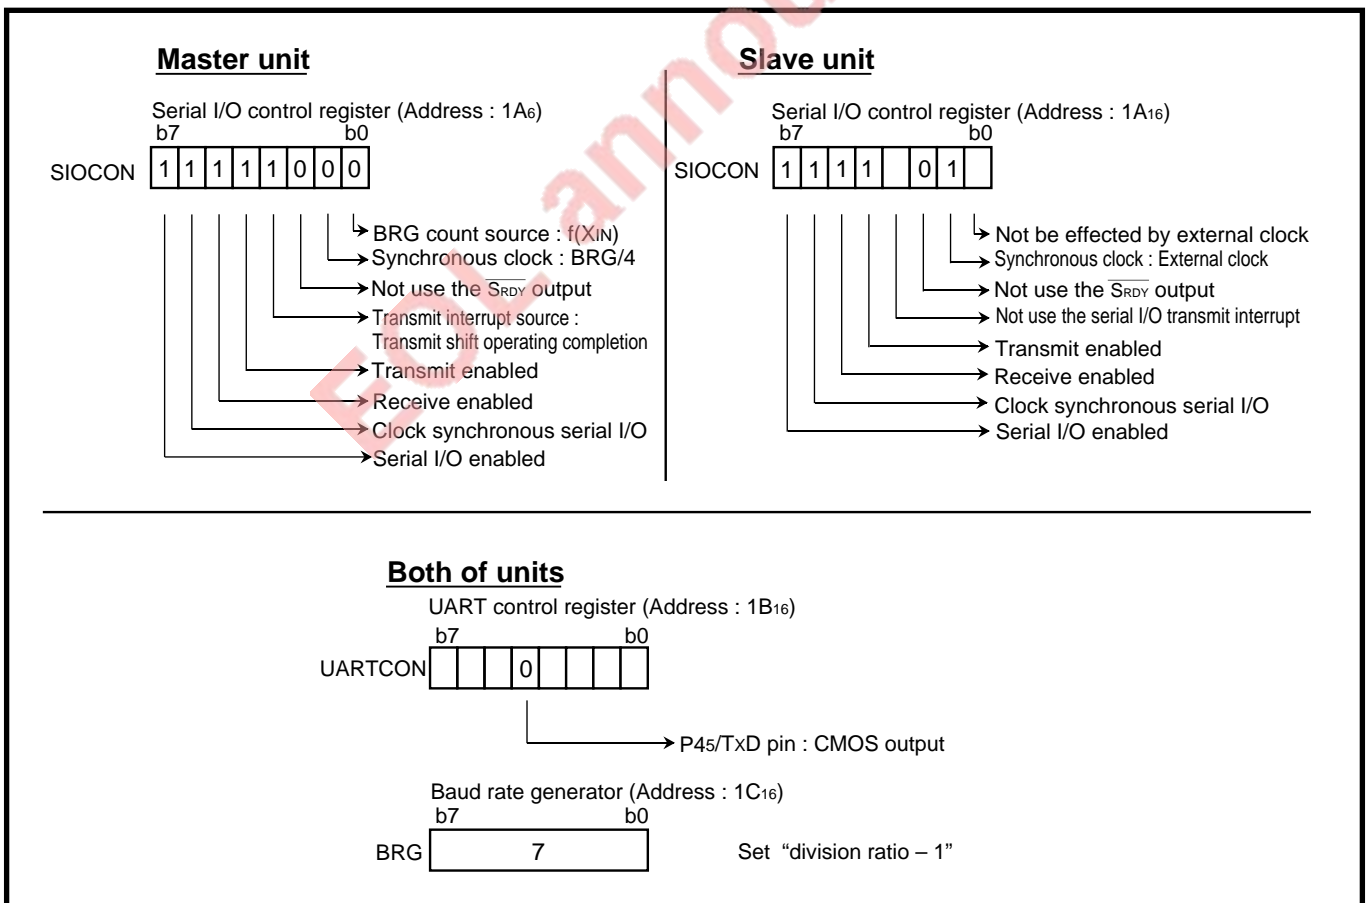 EOL annou
Master unit
Serial I/O control register (Address : 1A6)
b7 b0
SIOCON 1 1 1 1 1 0 0 0
BRG count source : f(XIN)
Synchronous clock : BRG/4
Not use the SRDY output
Transmit interrupt source :
Transmit shift operating completion
Transmit enabled
Receive enabled
Clock synchronous serial I/O
Serial I/O enabled
Slave unit
Serial I/O control register (Address : 1A16)
b7 b0
SIOCON 1 1 1 1 0 1
Not be effected by external clock
Synchronous clock : External clock
Not use the SRDY output
Not use the serial I/O transmit interrupt
Transmit enabled
Receive enabled
Clock synchronous serial I/O
Serial I/O enabled
Both of units
UART control register (Address : 1B16)
b7 b0
UARTCON 0
P45/TXD pin : CMOS output
Baud rate generator (Address : 1C16)
b7 b0
BRG 7 Set “division ratio – 1”